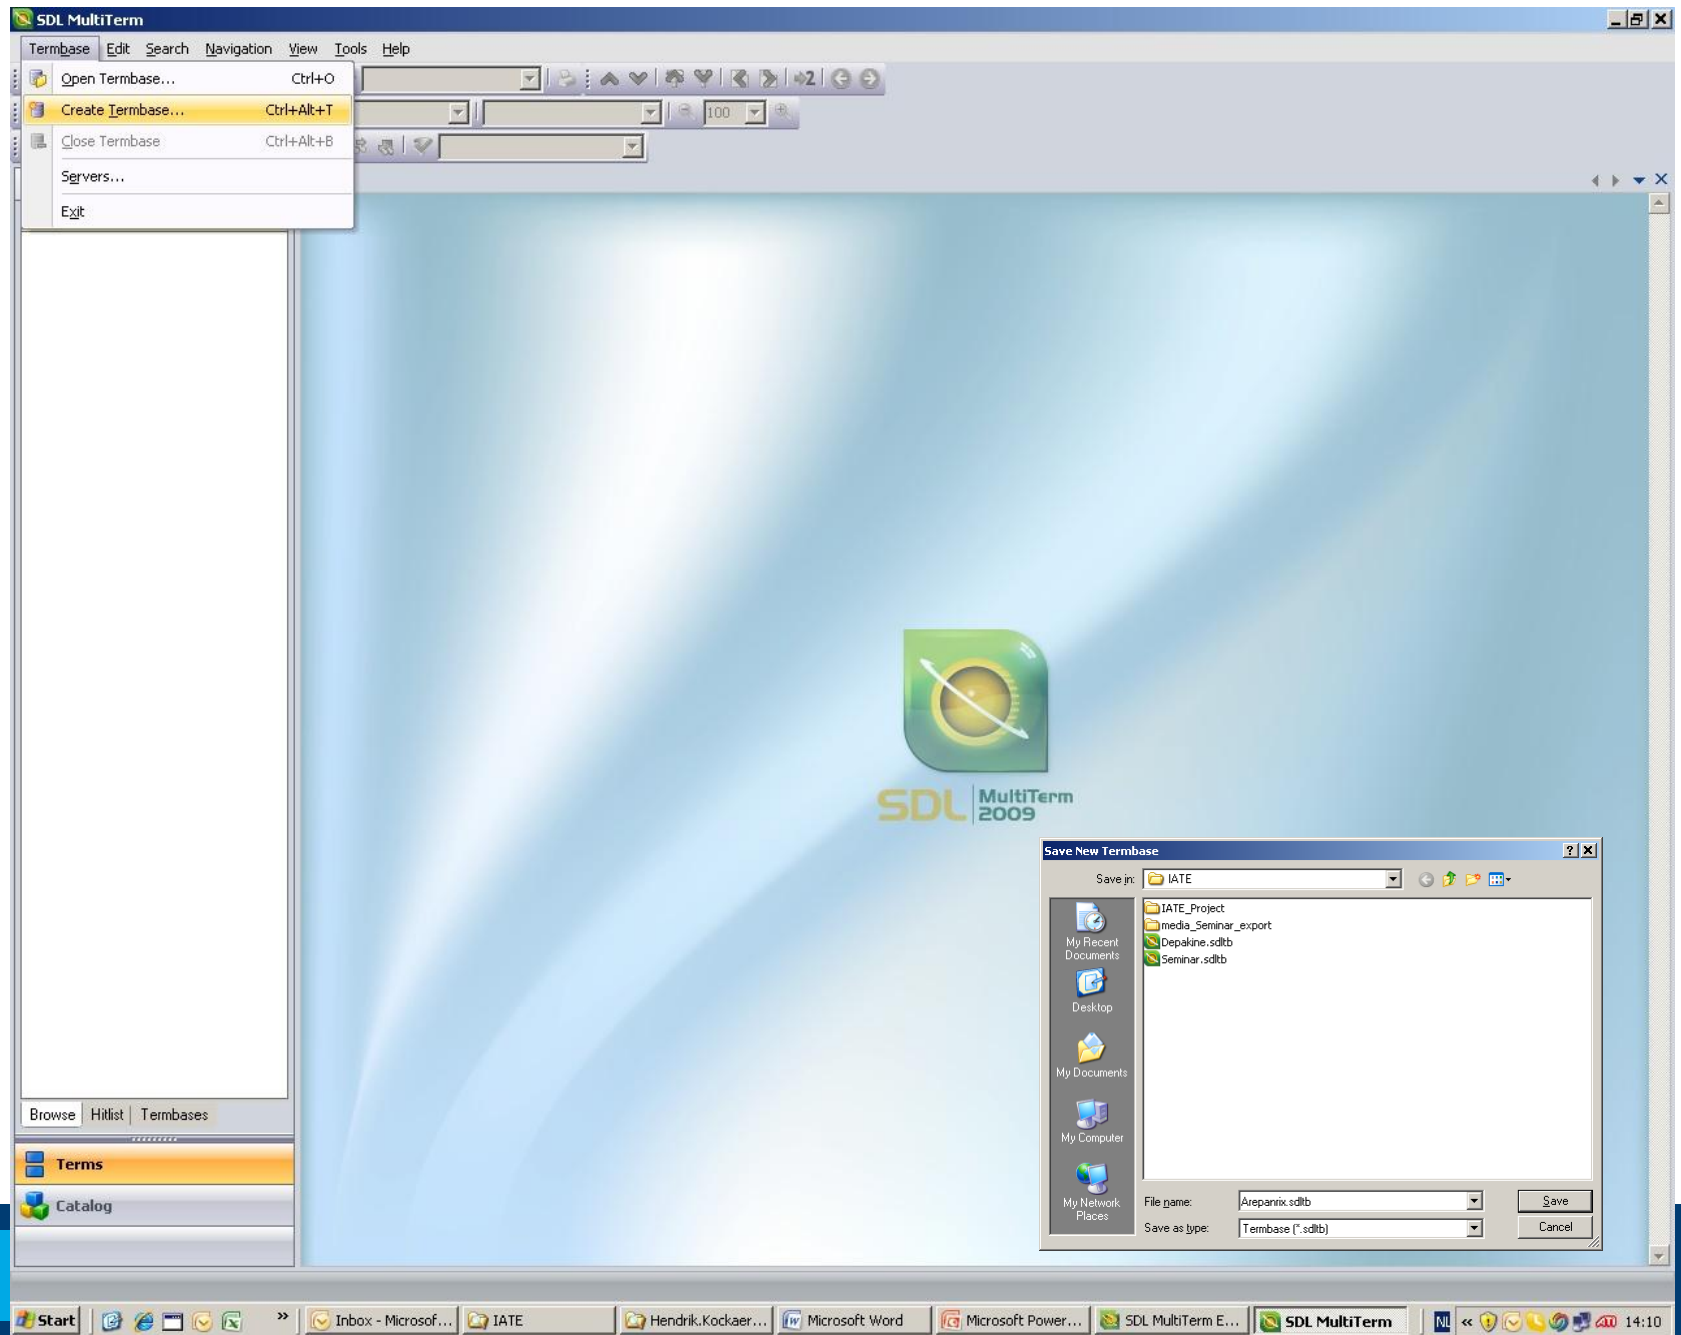 SDL MultiTerm
Termbase Edit Search Navigation View Tools Help
Open Termbase... Ctrl+O
Create Termbase... Ctrl+Alt+T
Close Termbase Ctrl+Alt+B
Servers...
Exit
2
100
SDL MultiTerm
2009
Save New Termbase
Save in: IATE
IATE_Project
media_Seminar_export
Depakine.sdltb
Seminar.sdltb
My Recent
Documents
Desktop
My Documents
My Computer
My Network
Places
File name: Arepanrix.sdltb Save
Save as type: Termbase (*.sdltb) Cancel
Browse Hitlist Termbases
Terms
Catalog
Start » Inbox - Microsof... IATE Hendrik.Kockaer... Microsoft Word Microsoft Power... SDL MultiTerm E... SDL MultiTerm NL « 14:10